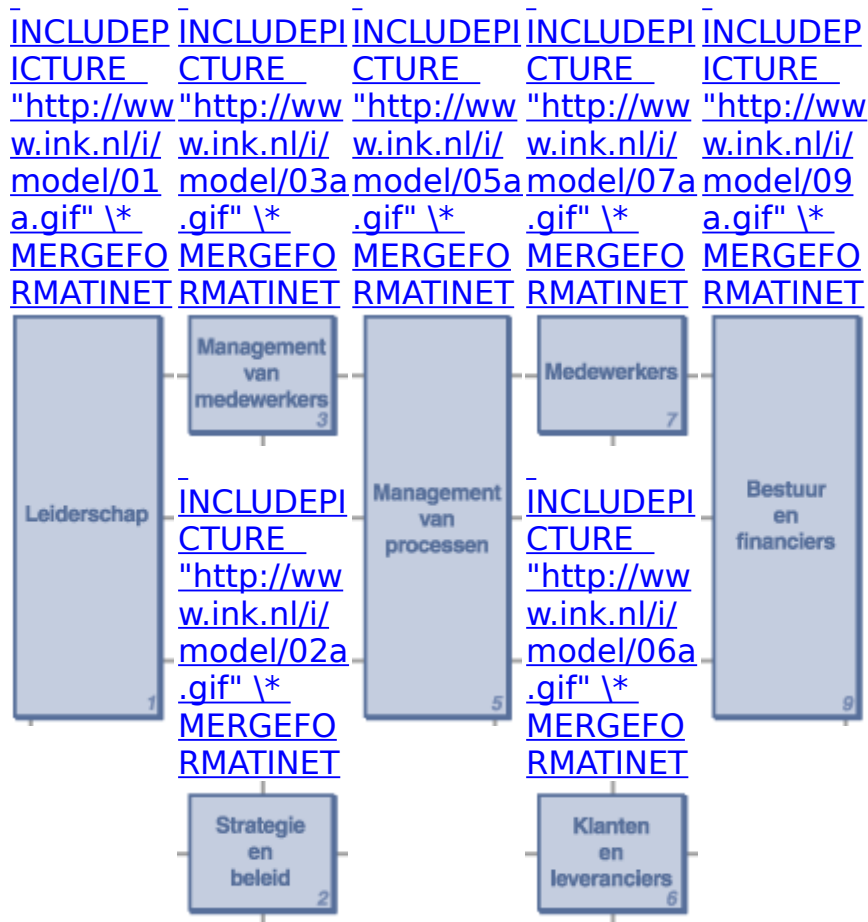 INCLUDEP
ICTURE
"http://ww
w.ink.nl/i/
model/01
a.gif" \*
MERGEFO
RMATINET
INCLUDEPI
CTURE
"http://ww
w.ink.nl/i/
model/03a
.gif" \*
MERGEFO
RMATINET
INCLUDEPI
CTURE
"http://ww
w.ink.nl/i/
model/05a
.gif" \*
MERGEFO
RMATINET
INCLUDEPI
CTURE
"http://ww
w.ink.nl/i/
model/07a
.gif" \*
MERGEFO
RMATINET
INCLUDEP
ICTURE
"http://ww
w.ink.nl/i/
model/09
a.gif" \*
MERGEFO
RMATINET
Leiderschap
1
Management
van
medewerkers
3
INCLUDEPI
CTURE
"http://ww
w.ink.nl/i/
model/02a
.gif" \*
MERGEFO
RMATINET
Strategie
en
beleid
2
Management
van
processen
5
Medewerkers
7
INCLUDEPI
CTURE
"http://ww
w.ink.nl/i/
model/06a
.gif" \*
MERGEFO
RMATINET
Klanten
en
leveranciers
6
Bestuur
en
financiers
9